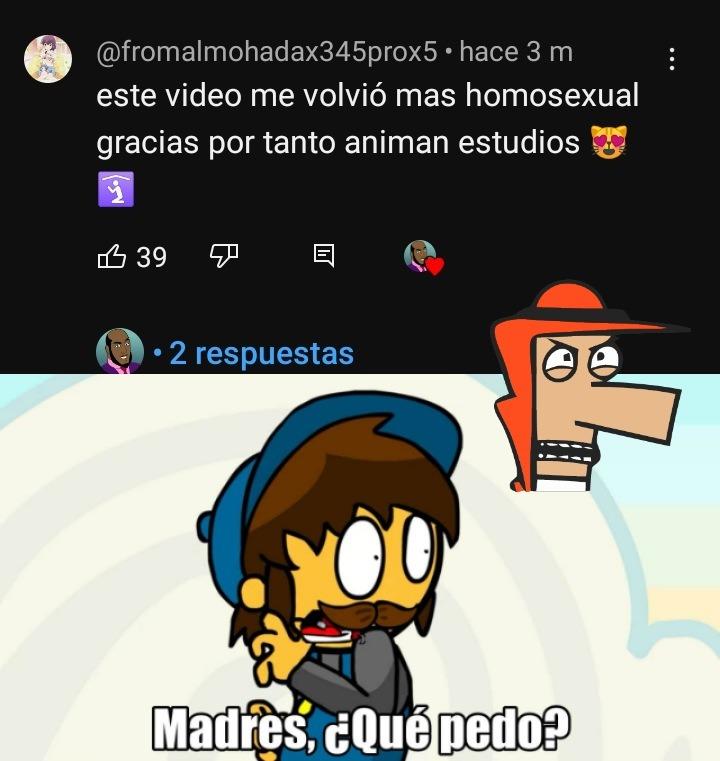 @fromalmohadax345prox5 • hace 3 m
este video me volvió mas homosexual
gracias por tanto animan estudios 😻
🛐
39
• 2 respuestas
Madres, ¿Qué pedo?